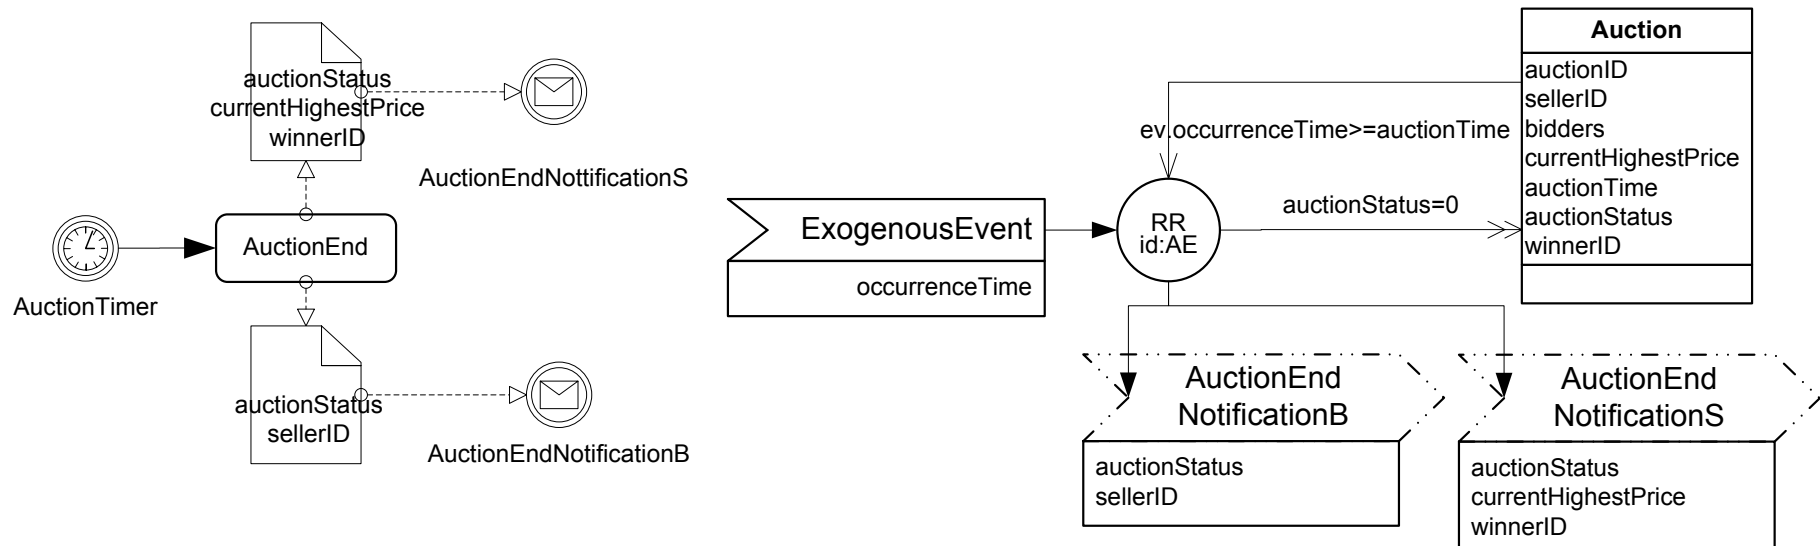 auctionStatus
currentHighestPrice
winnerID
AuctionEndNottificationS
AuctionEnd
AuctionTimer
auctionStatus
sellerID
AuctionEndNotificationB
Auction
auctionID
sellerID
bidders
currentHighestPrice
auctionTime
auctionStatus
winnerID
ev.occurrenceTime>=auctionTime
ExogenousEvent
occurrenceTime
RR
id:AE
auctionStatus=0
AuctionEnd
NotificationB
auctionStatus
sellerID
AuctionEnd
NotificationS
auctionStatus
currentHighestPrice
winnerID